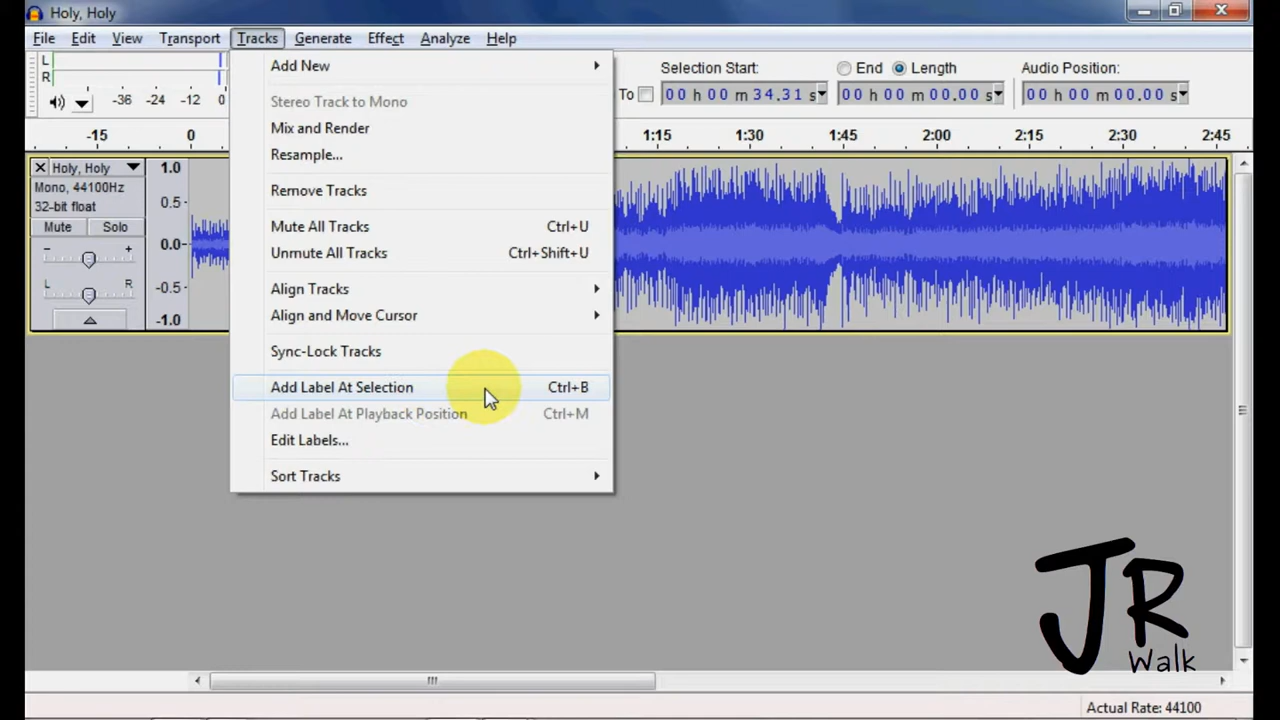 Holy, Holy
File Edit View Transport Tracks Generate Effect Analyze Help
L
R
-36 -24 -12 0
To
Selection Start:
End
Length
Audio Position:
00 h 00 m 34.31 s
00 h 00 m 00.00 s
00 h 00 m 00.00 s
-15 0 1:15 1:30 1:45 2:00 2:15 2:30 2:45
Holy, Holy
Mono, 44100Hz
32-bit float
Mute Solo
- +
L R
1.0
0.5-
0.0-
-0.5-
-1.0
Add New
Stereo Track to Mono
Mix and Render
Resample...
Remove Tracks
Mute All Tracks Ctrl+U
Unmute All Tracks Ctrl+Shift+U
Align Tracks
Align and Move Cursor
Sync-Lock Tracks
Add Label At Selection Ctrl+B
Add Label At Playback Position Ctrl+M
Edit Labels...
Sort Tracks
JR
Walk
Actual Rate: 44100